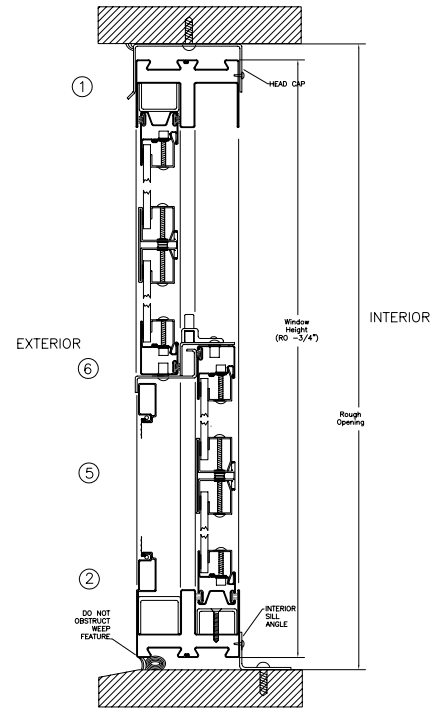 1
HEAD CAP
Window
Height
(RO -3/4")
INTERIOR
EXTERIOR
6
Rough
Opening
5
2
DO NOT
OBSTRUCT
WEEP
FEATURE
INTERIOR
SILL
ANGLE